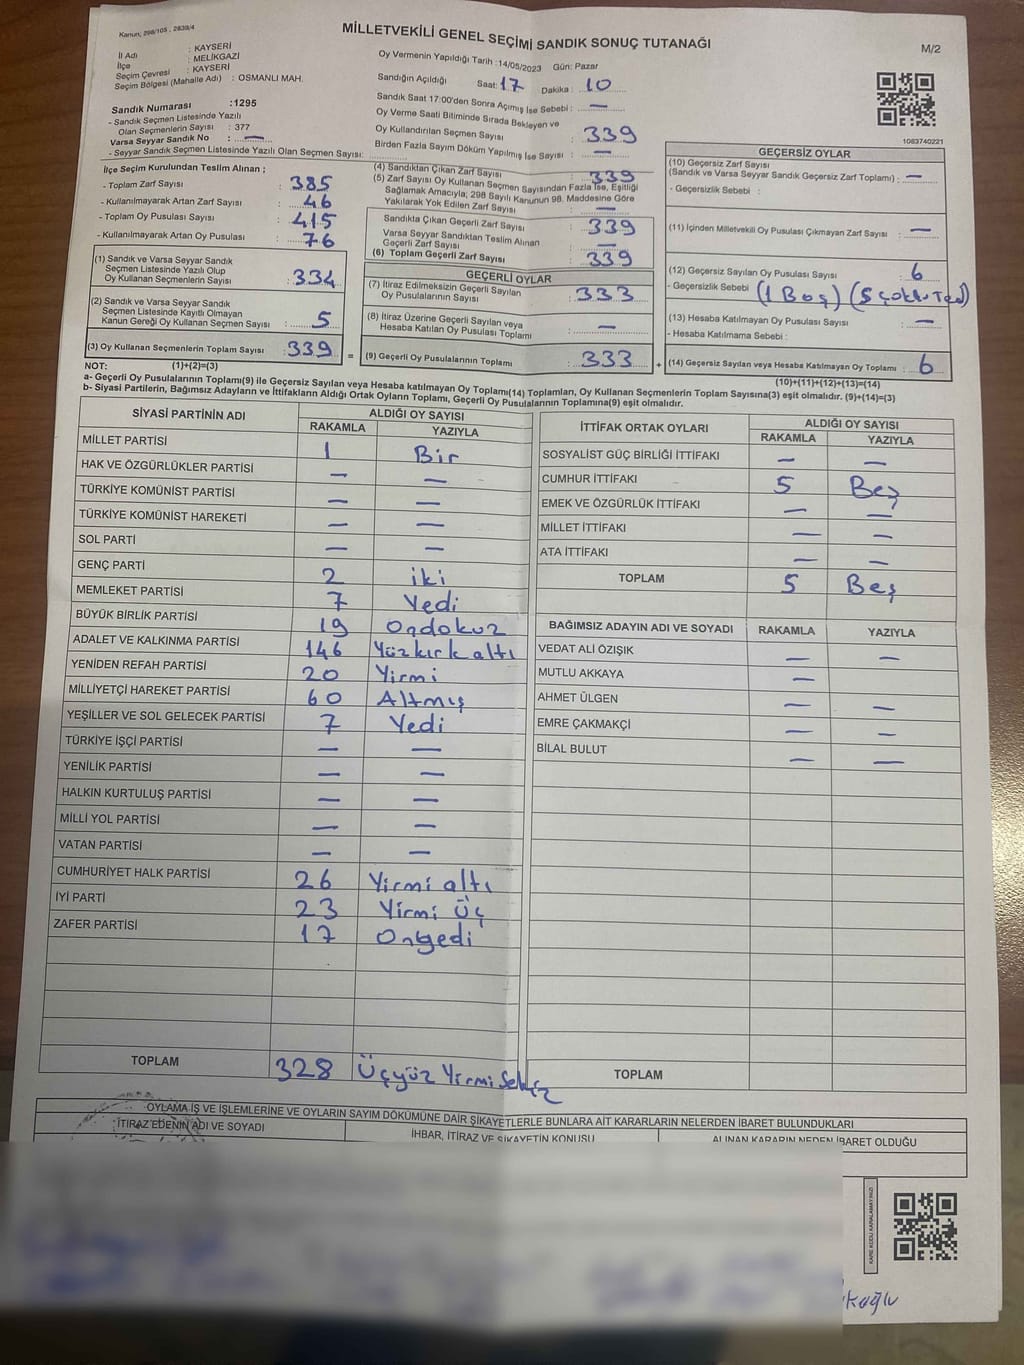 Kanun, 298/105 , 2839/4
MİLLETVEKİLİ GENEL SEÇİMİ SANDIK SONUÇ TUTANAĞI
M/2
İl Adı : KAYSERİ
İlçe : MELİKGAZİ
Seçim Çevresi : KAYSERİ
Seçim Bölgesi (Mahalle Adı) : OSMANLI MAH.
Sandık Numarası :1295
- Sandık Seçmen Listesinde Yazılı
Olan Seçmenlerin Sayısı : 377
Varsa Seyyar Sandık No : —
- Seyyar Sandık Seçmen Listesinde Yazılı Olan Seçmen Sayısı:
İlçe Seçim Kurulundan Teslim Alınan ;
- Toplam Zarf Sayısı : 385
- Kullanılmayarak Artan Zarf Sayısı : 46
- Toplam Oy Pusulası Sayısı : 415
- Kullanılmayarak Artan Oy Pusulası : 76
(1) Sandık ve Varsa Seyyar Sandık
Seçmen Listesinde Yazılı Olup
Oy Kullanan Seçmenlerin Sayısı : 334
(2) Sandık ve Varsa Seyyar Sandık
Seçmen Listesinde Kayıtlı Olmayan
Kanun Gereği Oy Kullanan Seçmen Sayısı : 5
(3) Oy Kullanan Seçmenlerin Toplam Sayısı : 339 =
Oy Vermenin Yapıldığı Tarih :14/05/2023 Gün: Pazar
Sandığın Açıldığı Saat: 17 Dakika : 10
Sandık Saat 17:00'den Sonra Açımış İse Sebebi : —
Oy Verme Saati Bitiminde Sırada Bekleyen ve
Oy Kullandırılan Seçmen Sayısı : 339
Birden Fazla Sayım Döküm Yapılmış İse Sayısı : —
(4) Sandıktan Çıkan Zarf Sayısı : 339
(5) Zarf Sayısı Oy Kullanan Seçmen Sayısından Fazla İse, Eşitliği
Sağlamak Amacıyla; 298 Sayılı Kanunun 98. Maddesine Göre
Yakılarak Yok Edilen Zarf Sayısı : —
Sandıkta Çıkan Geçerli Zarf Sayısı : 339
Varsa Seyyar Sandıktan Teslim Alınan
Geçerli Zarf Sayısı : —
(6) Toplam Geçerli Zarf Sayısı : 339
GEÇERLİ OYLAR
(7) İtiraz Edilmeksizin Geçerli Sayılan
Oy Pusulalarının Sayısı : 333
(8) İtiraz Üzerine Geçerli Sayılan veya
Hesaba Katılan Oy Pusulası Toplamı : —
(9) Geçerli Oy Pusulalarının Toplamı : 333 +
1083740221
GEÇERSİZ OYLAR
(10) Geçersiz Zarf Sayısı
(Sandık ve Varsa Seyyar Sandık Geçersiz Zarf Toplamı) : —
- Geçersizlik Sebebi :
(11) İçinden Milletvekili Oy Pusulası Çıkmayan Zarf Sayısı : —
(12) Geçersiz Sayılan Oy Pusulası Sayısı : 6
- Geçersizlik Sebebi (1 Boş)
(13) Hesaba Katılmayan Oy Pusulası Sayısı : —
- Hesaba Katılmama Sebebi :
(14) Geçersiz Sayılan veya Hesaba Katılmayan Oy Toplamı : 6
NOT: (1)+(2)=(3)
(10)+(11)+(12)+(13)=(14)
a- Geçerli Oy Pusulalarının Toplamı(9) ile Geçersiz Sayılan veya Hesaba katılmayan Oy Toplamı(14) Toplamları, Oy Kullanan Seçmenlerin Toplam Sayısına(3) eşit olmalıdır. (9)+(14)=(3)
b- Siyasi Partilerin, Bağımsız Adayların ve İttifakların Aldığı Ortak Oyların Toplamı, Geçerli Oy Pusulalarının Toplamına(9) eşit olmalıdır.
SİYASİ PARTİNİN ADI ALDIĞI OY SAYISI
RAKAMLA YAZIYLA
MİLLET PARTİSİ 1 Bir
HAK VE ÖZGÜRLÜKLER PARTİSİ — —
TÜRKİYE KOMÜNİST PARTİSİ — —
TÜRKİYE KOMÜNİST HAREKETİ — —
SOL PARTİ — —
GENÇ PARTİ 2 iki
MEMLEKET PARTİSİ 7 Yedi
BÜYÜK BİRLİK PARTİSİ 19 Ondokuz
ADALET VE KALKINMA PARTİSİ 146 Yüzkırkaltı
YENİDEN REFAH PARTİSİ 20 Yirmi
MİLLİYETÇİ HAREKET PARTİSİ 60 Altmış
YEŞİLLER VE SOL GELECEK PARTİSİ 7 Yedi
TÜRKİYE İŞÇİ PARTİSİ — —
YENİLİK PARTİSİ — —
HALKIN KURTULUŞ PARTİSİ — —
MİLLİ YOL PARTİSİ — —
VATAN PARTİSİ — —
CUMHURİYET HALK PARTİSİ 26 Yirmi altı
İYİ PARTİ 23 Yirmi Üç
ZAFER PARTİSİ 17 Onyedi
TOPLAM 328 Üçyüz Yirmi Sekiz
İTTİFAK ORTAK OYLARI ALDIĞI OY SAYISI
RAKAMLA YAZIYLA
SOSYALİST GÜÇ BİRLİĞİ İTTİFAKI — —
CUMHUR İTTİFAKI 5 Beş
EMEK VE ÖZGÜRLÜK İTTİFAKI — —
MİLLET İTTİFAKI — —
ATA İTTİFAKI — —
TOPLAM 5 Beş
BAĞIMSIZ ADAYIN ADI VE SOYADI RAKAMLA YAZIYLA
VEDAT ALİ ÖZIŞIK — —
MUTLU AKKAYA —
AHMET ÜLGEN — —
EMRE ÇAKMAKÇİ — —
BİLAL BULUT — —
TOPLAM
OYLAMA İŞ VE İŞLEMLERİNE VE OYLARIN SAYIM DÖKÜMÜNE DAİR ŞİKAYETLERLE BUNLARA AİT KARARLARIN NELERDEN İBARET BULUNDUKLARI
İTİRAZ EDENİN ADI VE SOYADI İHBAR, İTİRAZ VE ŞİKAYETİN KONUSU ALINAN KARARIN NEDEN İBARET OLDUĞU
KARE KODU KARALAMAYINIZ!